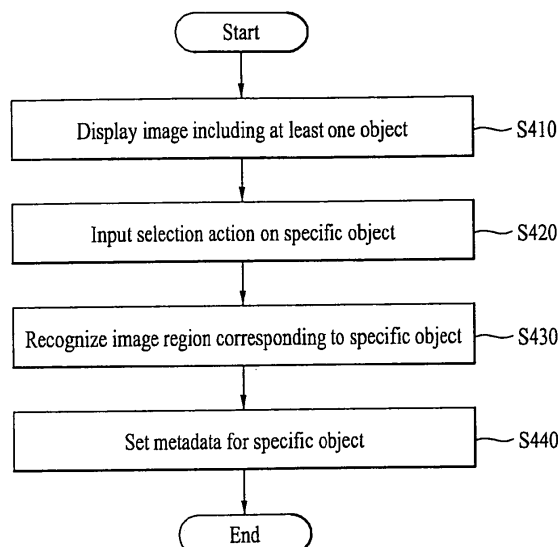 Start
Display image including at least one object S410
Input selection action on specific object S420
Recognize image region corresponding to specific object S430
Set metadata for specific object S440
End